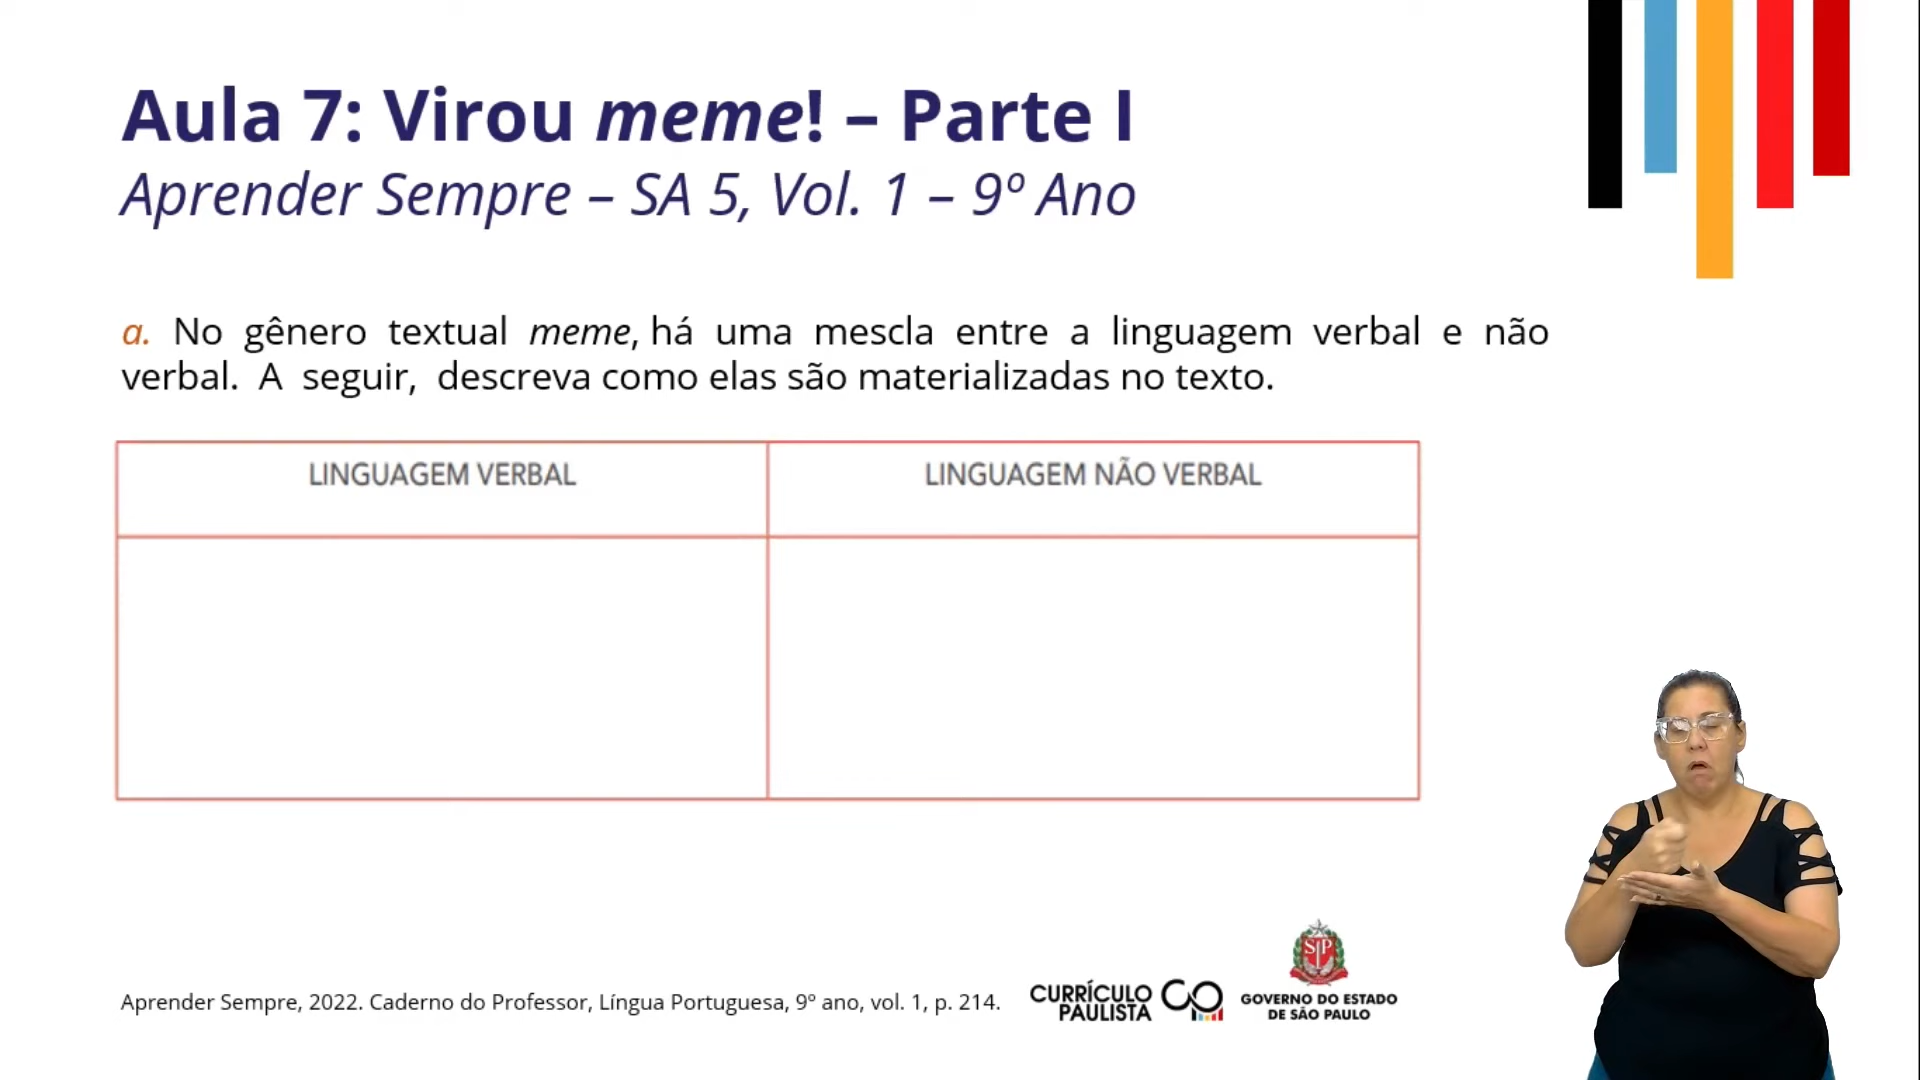 Aula 7: Virou meme! – Parte I
Aprender Sempre – SA 5, Vol. 1 – 9º Ano
a. No gênero textual meme, há uma mescla entre a linguagem verbal e não
verbal. A seguir, descreva como elas são materializadas no texto.
LINGUAGEM VERBAL
LINGUAGEM NÃO VERBAL
Aprender Sempre, 2022. Caderno do Professor, Língua Portuguesa, 9º ano, vol. 1, p. 214.
CURRÍCULO
PAULISTA
SP
GOVERNO DO ESTADO
DE SÃO PAULO